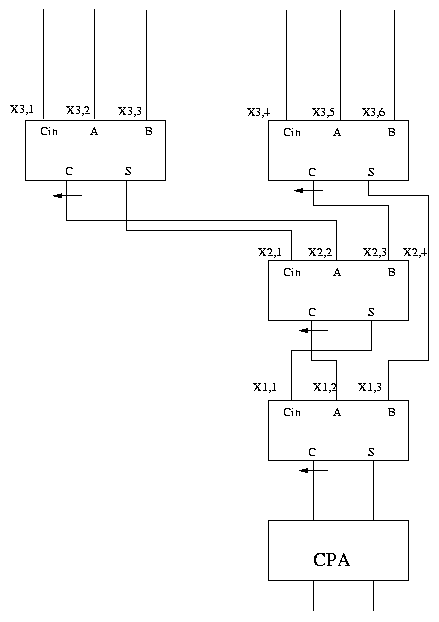 X3,1 X3,2 X3,3 X3,4 X3,5 X3,6
Cin A B Cin A B
C S C S
X2,1 X2,2 X2,3 X2,4
Cin A B
C S
X1,1 X1,2 X1,3
Cin A B
C S
CPA